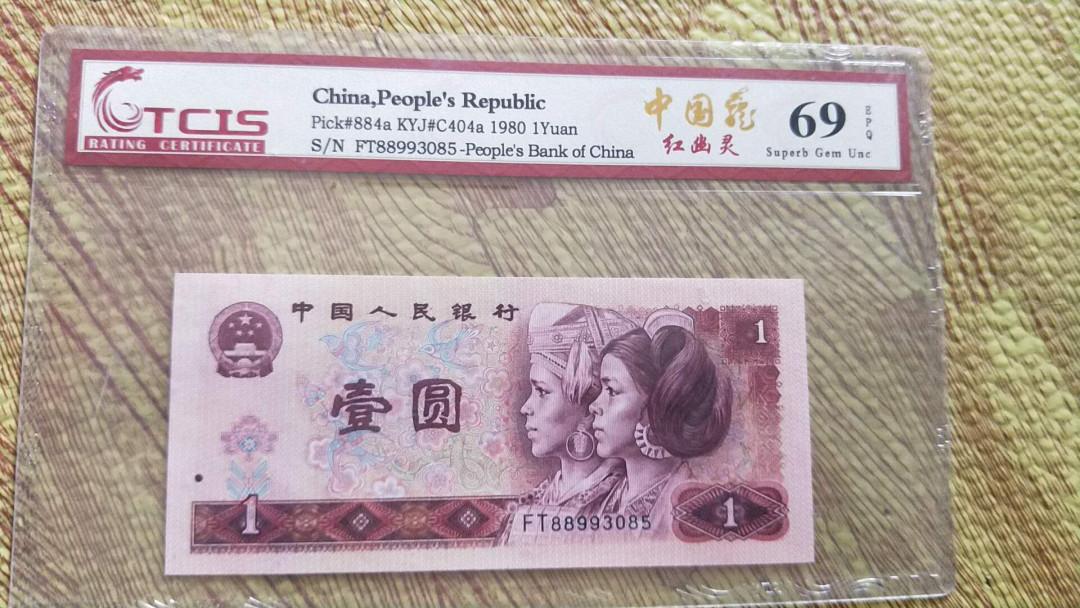 TCIS
RATING CERTIFICATE
China,People's Republic
Pick#884a KYJ#C404a 1980 1Yuan
S/N FT88993085-People's Bank of China
中国龙
红幽灵
69
EPQ
Superb Gem Unc
中国人民银行
1
壹圆
1
FT88993085
1